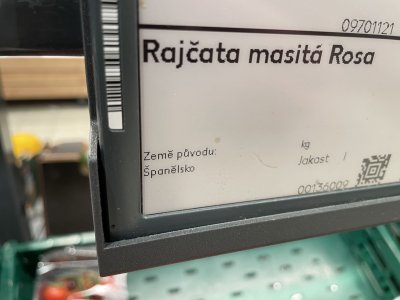 09701121
Rajčata masitá Rosa
Země původu:
Španělsko
kg
Jakost I
00136009